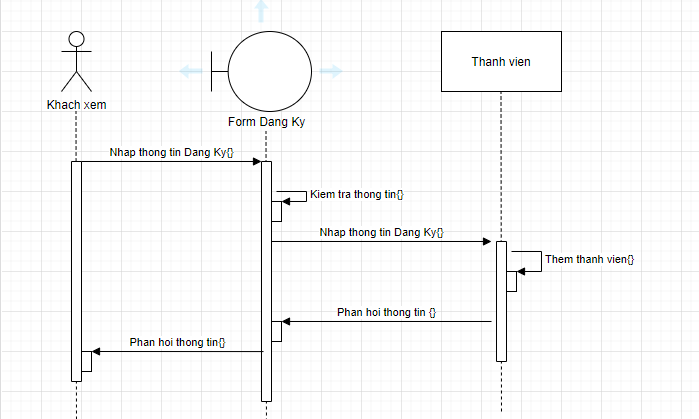 Khach xem
Form Dang Ky
Thanh vien
Nhap thong tin Dang Ky{}
Kiem tra thong tin{}
Nhap thong tin Dang Ky{}
Them thanh vien{}
Phan hoi thong tin {}
Phan hoi thong tin{}